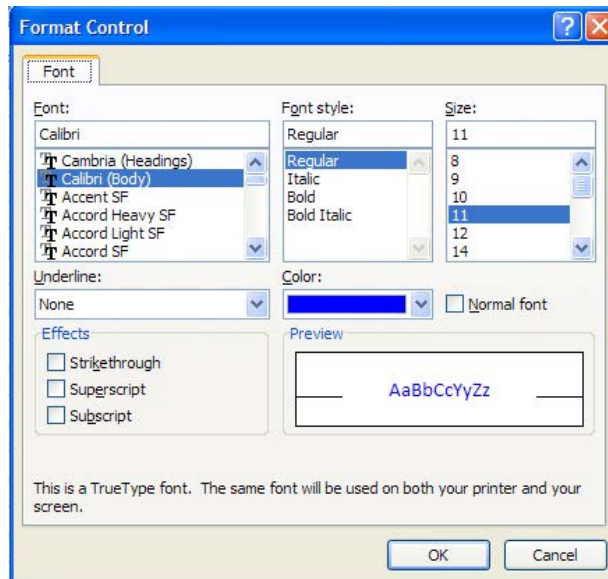 Format Control
Font
Font: Font style: Size:
Calibri Regular 11
Cambria (Headings) Regular 8
Calibri (Body) Italic 9
Accent SF Bold 10
Accord Heavy SF Bold Italic 11
Accord Light SF 12
Accord SF 14
Underline: Color:
None Normal font
Effects Preview
Strikethrough
Superscript AaBbCcYyZz
Subscript
This is a TrueType font. The same font will be used on both your printer and your
screen.
OK Cancel